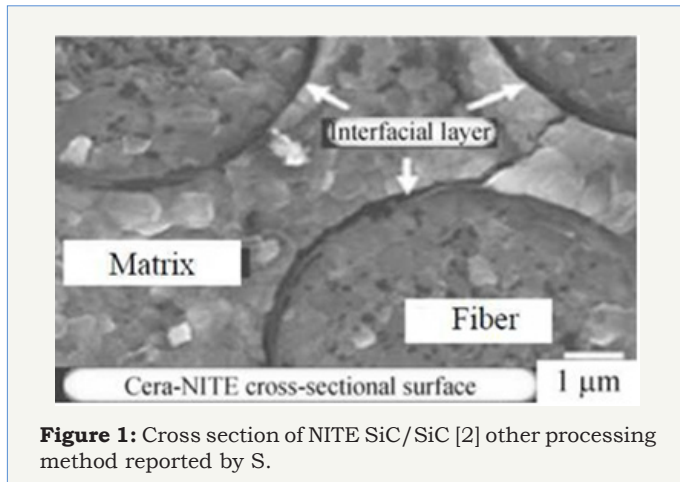 Interfacial layer
Matrix
Fiber
Cera-NITE cross-sectional surface
1 μm
Figure 1: Cross section of NITE SiC/SiC [2] other processing
method reported by S.